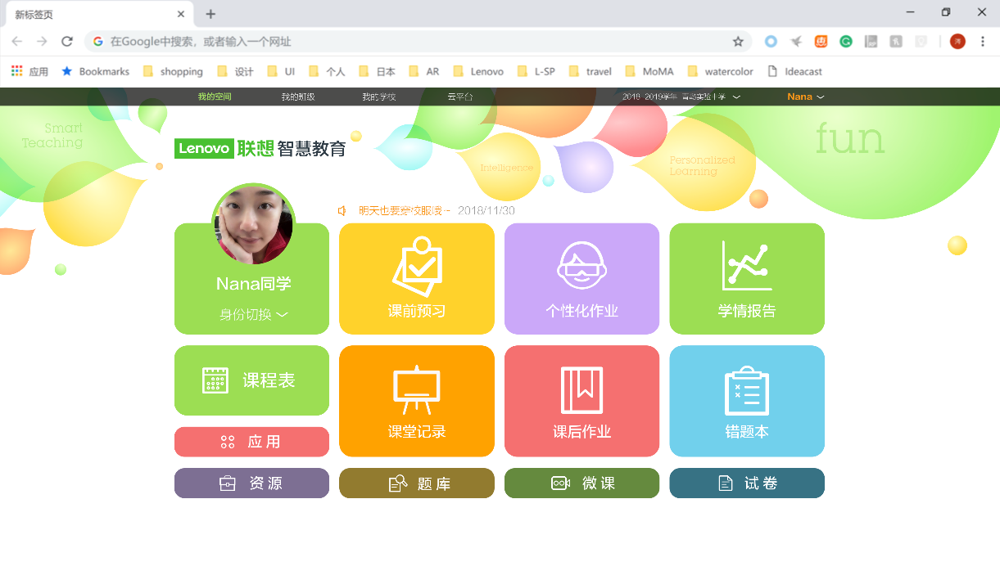 新标签页
在Google中搜索，或者输入一个网址
应用 Bookmarks shopping 设计 UI 个人 日本 AR Lenovo L-SP travel MoMA watercolor Ideacast
我的空间 我的班级 我的学校 云平台 2018-2019学年 青岛实验中学 Nana
Smart
Teaching
fun
Lenovo 联想 智慧教育
Intelligence
Personalized
Learning
明天也要穿校服哦~ 2018/11/30
Nana同学
身份切换
课前预习
个性化作业
学情报告
课程表
课堂记录
课后作业
错题本
应用
资源
题库
微课
试卷